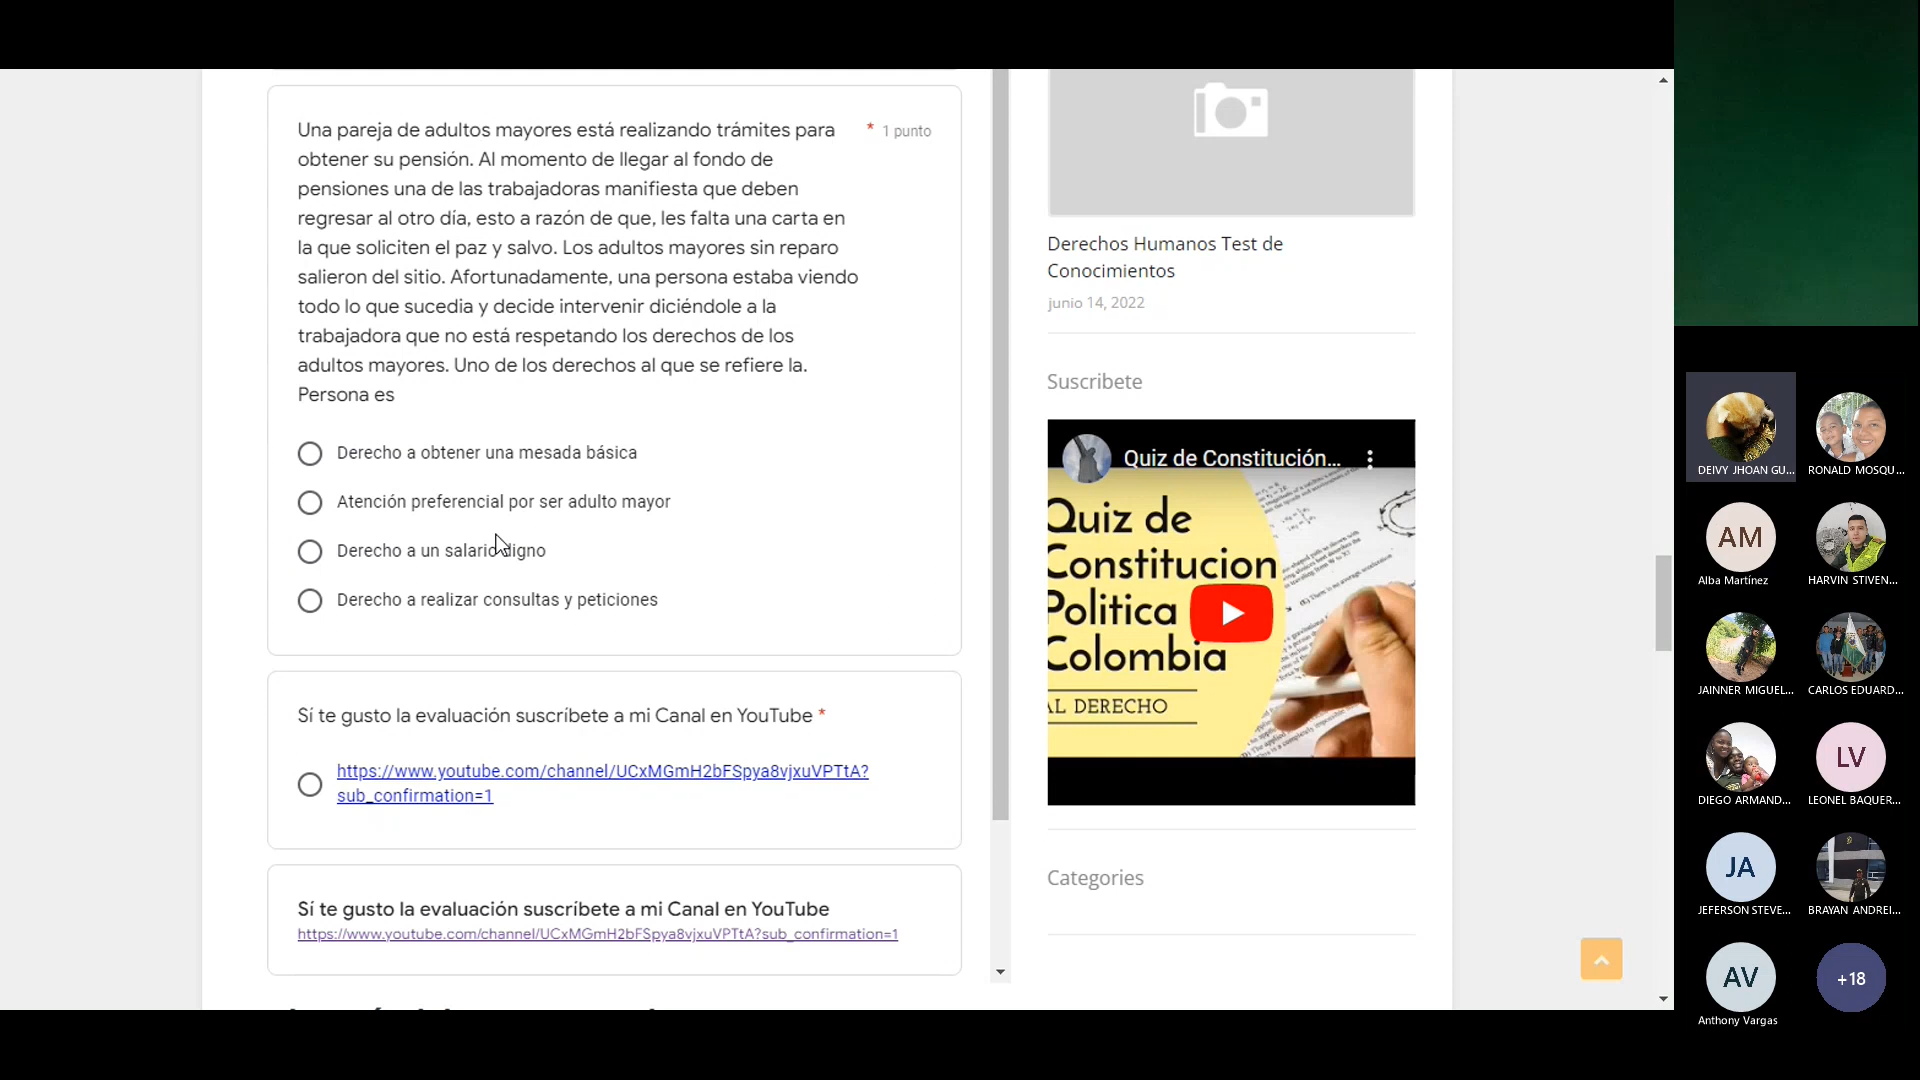 Una pareja de adultos mayores está realizando trámites para
obtener su pensión. Al momento de llegar al fondo de
pensiones una de las trabajadoras manifiesta que deben
regresar al otro día, esto a razón de que, les falta una carta en
la que soliciten el paz y salvo. Los adultos mayores sin reparo
salieron del sitio. Afortunadamente, una persona estaba viendo
todo lo que sucedia y decide intervenir diciéndole a la
trabajadora que no está respetando los derechos de los
adultos mayores. Uno de los derechos al que se refiere la.
Persona es
* 1 punto
Derecho a obtener una mesada básica
Atención preferencial por ser adulto mayor
Derecho a un salario digno
Derecho a realizar consultas y peticiones
Sí te gusto la evaluación suscríbete a mi Canal en YouTube *
https://www.youtube.com/channel/UCxMGmH2bFSpya8vjxuVPTtA?
sub_confirmation=1
Sí te gusto la evaluación suscríbete a mi Canal en YouTube
https://www.youtube.com/channel/UCxMGmH2bFSpya8vjxuVPTtA?sub_confirmation=1
Derechos Humanos Test de
Conocimientos
junio 14, 2022
Suscribete
Quiz de Constitución...
Quiz de
Constitucion
Politica
Colombia
AL DERECHO
Categories
DEIVY JHOAN GU...
RONALD MOSQU...
AM
Alba Martínez
HARVIN STIVEN...
JAINNER MIGUEL...
CARLOS EDUARD...
DIEGO ARMAND...
LV
LEONEL BAQUER...
JA
JEFERSON STEVE...
BRAYAN ANDREI...
AV
Anthony Vargas
+18